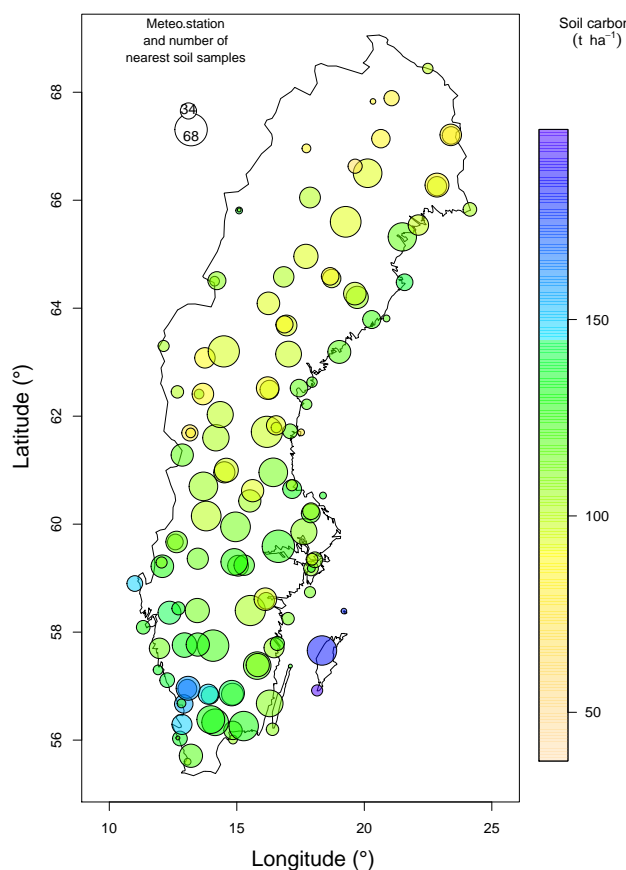 Meteo.station
and number of
nearest soil samples
34
68
Soil carbon
(t ha⁻¹)
150
100
50
68
66
64
62
60
58
56
Latitude (°)
10 15 20 25
Longitude (°)